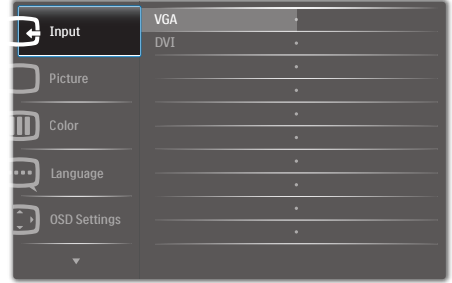 Input
Picture
Color
Language
OSD Settings
VGA
DVI